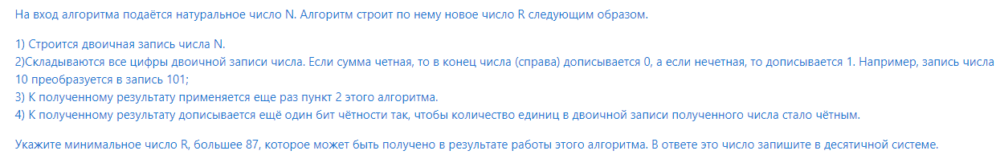 На вход алгоритма подаётся натуральное число N. Алгоритм строит по нему новое число R следующим образом.
1) Строится двоичная запись числа N.
2)Складываются все цифры двоичной записи числа. Если сумма четная, то в конец числа (справа) дописывается 0, а если нечетная, то дописывается 1. Например, запись числа
10 преобразуется в запись 101;
3) К полученному результату применяется еще раз пункт 2 этого алгоритма.
4) К полученному результату дописывается ещё один бит чётности так, чтобы количество единиц в двоичной записи полученного числа стало чётным.
Укажите минимальное число R, большее 87, которое может быть получено в результате работы этого алгоритма. В ответе это число запишите в десятичной системе.